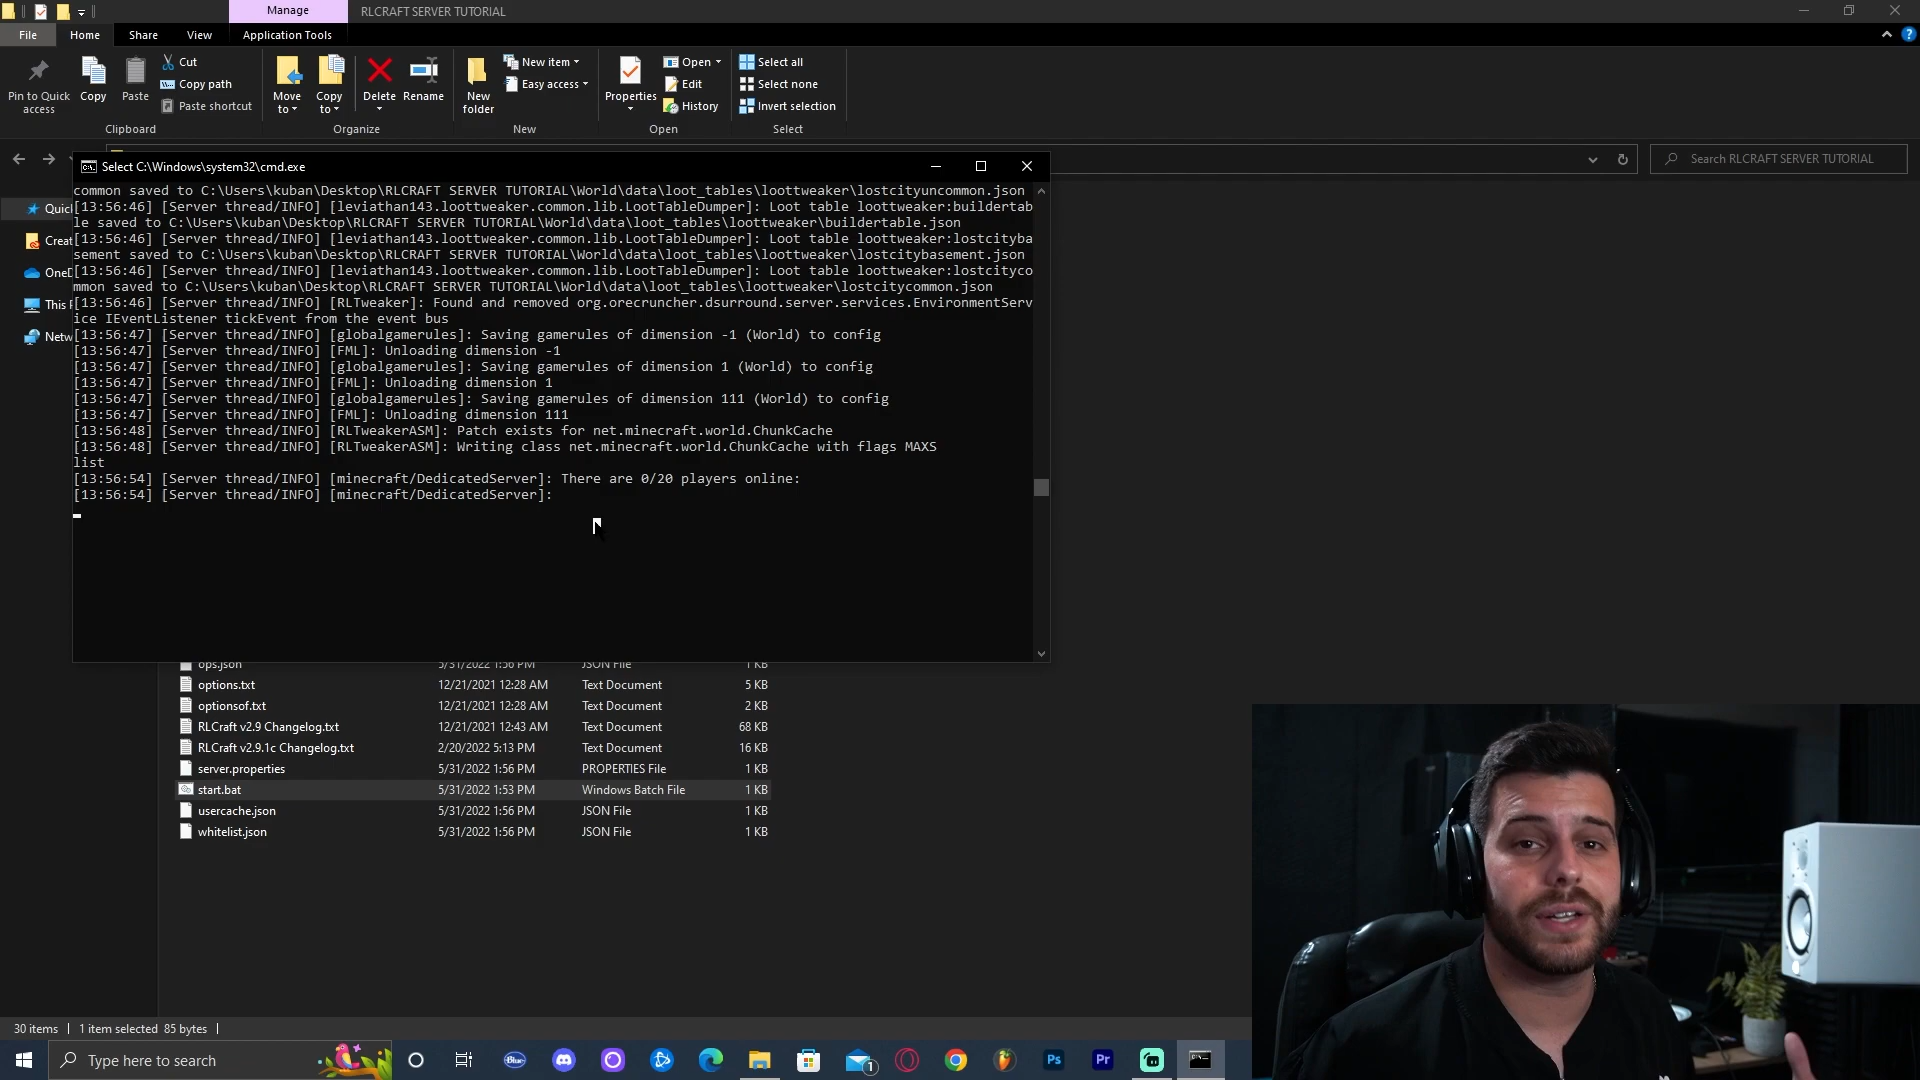 Manage
RLCRAFT SERVER TUTORIAL
File
Home
Share
View
Application Tools
Pin to Quick access
Copy
Paste
Cut
Copy path
Paste shortcut
Move to
Copy to
Delete
Rename
New folder
New item
Easy access
Properties
Open
Edit
History
Select all
Select none
Invert selection
Clipboard
Organize
New
Open
Select
Search RLCRAFT SERVER TUTORIAL
Select C:\Windows\system32\cmd.exe
common saved to C:\Users\kuban\Desktop\RLCRAFT SERVER TUTORIAL\World\data\loot_tables\loottweaker\lostcityuncommon.json
[13:56:46] [Server thread/INFO] [leviathan143.loottweaker.common.lib.LootTableDumper]: Loot table loottweaker:buildertab
le saved to C:\Users\kuban\Desktop\RLCRAFT SERVER TUTORIAL\World\data\loot_tables\loottweaker\buildertable.json
[13:56:46] [Server thread/INFO] [leviathan143.loottweaker.common.lib.LootTableDumper]: Loot table loottweaker:lostcityba
sement saved to C:\Users\kuban\Desktop\RLCRAFT SERVER TUTORIAL\World\data\loot_tables\loottweaker\lostcitybasement.json
[13:56:46] [Server thread/INFO] [leviathan143.loottweaker.common.lib.LootTableDumper]: Loot table loottweaker:lostcityco
mmon saved to C:\Users\kuban\Desktop\RLCRAFT SERVER TUTORIAL\World\data\loot_tables\loottweaker\lostcitycommon.json
[13:56:46] [Server thread/INFO] [RLTweaker]: Found and removed org.orecruncher.dsurround.server.services.EnvironmentServ
ice IEventListener tickEvent from the event bus
[13:56:47] [Server thread/INFO] [globalgamerules]: Saving gamerules of dimension -1 (World) to config
[13:56:47] [Server thread/INFO] [FML]: Unloading dimension -1
[13:56:47] [Server thread/INFO] [globalgamerules]: Saving gamerules of dimension 1 (World) to config
[13:56:47] [Server thread/INFO] [FML]: Unloading dimension 1
[13:56:47] [Server thread/INFO] [globalgamerules]: Saving gamerules of dimension 111 (World) to config
[13:56:47] [Server thread/INFO] [FML]: Unloading dimension 111
[13:56:48] [Server thread/INFO] [RLTweakerASM]: Patch exists for net.minecraft.world.ChunkCache
[13:56:48] [Server thread/INFO] [RLTweakerASM]: Writing class net.minecraft.world.ChunkCache with flags MAXS
list
[13:56:54] [Server thread/INFO] [minecraft/DedicatedServer]: There are 0/20 players online:
[13:56:54] [Server thread/INFO] [minecraft/DedicatedServer]:
Quic
Creat
OneD
This P
Netw
ops.json 5/31/2022 1:56 PM JSON File 1 KB
options.txt 12/21/2021 12:28 AM Text Document 5 KB
optionsof.txt 12/21/2021 12:28 AM Text Document 2 KB
RLCraft v2.9 Changelog.txt 12/21/2021 12:43 AM Text Document 68 KB
RLCraft v2.9.1c Changelog.txt 2/20/2022 5:13 PM Text Document 16 KB
server.properties 5/31/2022 1:56 PM PROPERTIES File 1 KB
start.bat 5/31/2022 1:53 PM Windows Batch File 1 KB
usercache.json 5/31/2022 1:56 PM JSON File 1 KB
whitelist.json 5/31/2022 1:56 PM JSON File 1 KB
30 items
1 item selected 85 bytes
Type here to search
Blue
1
Ps
Pr